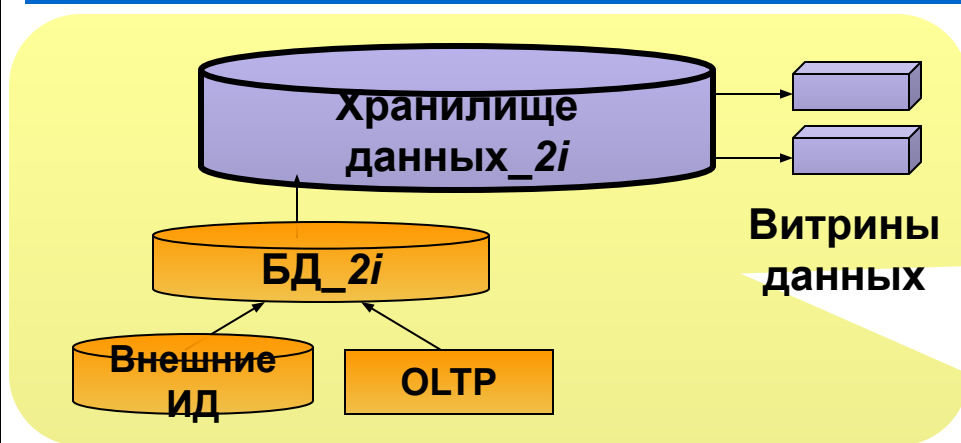 Хранилище
данных_2i
Витрины
данных
БД_2i
Внешние
ИД
OLTP